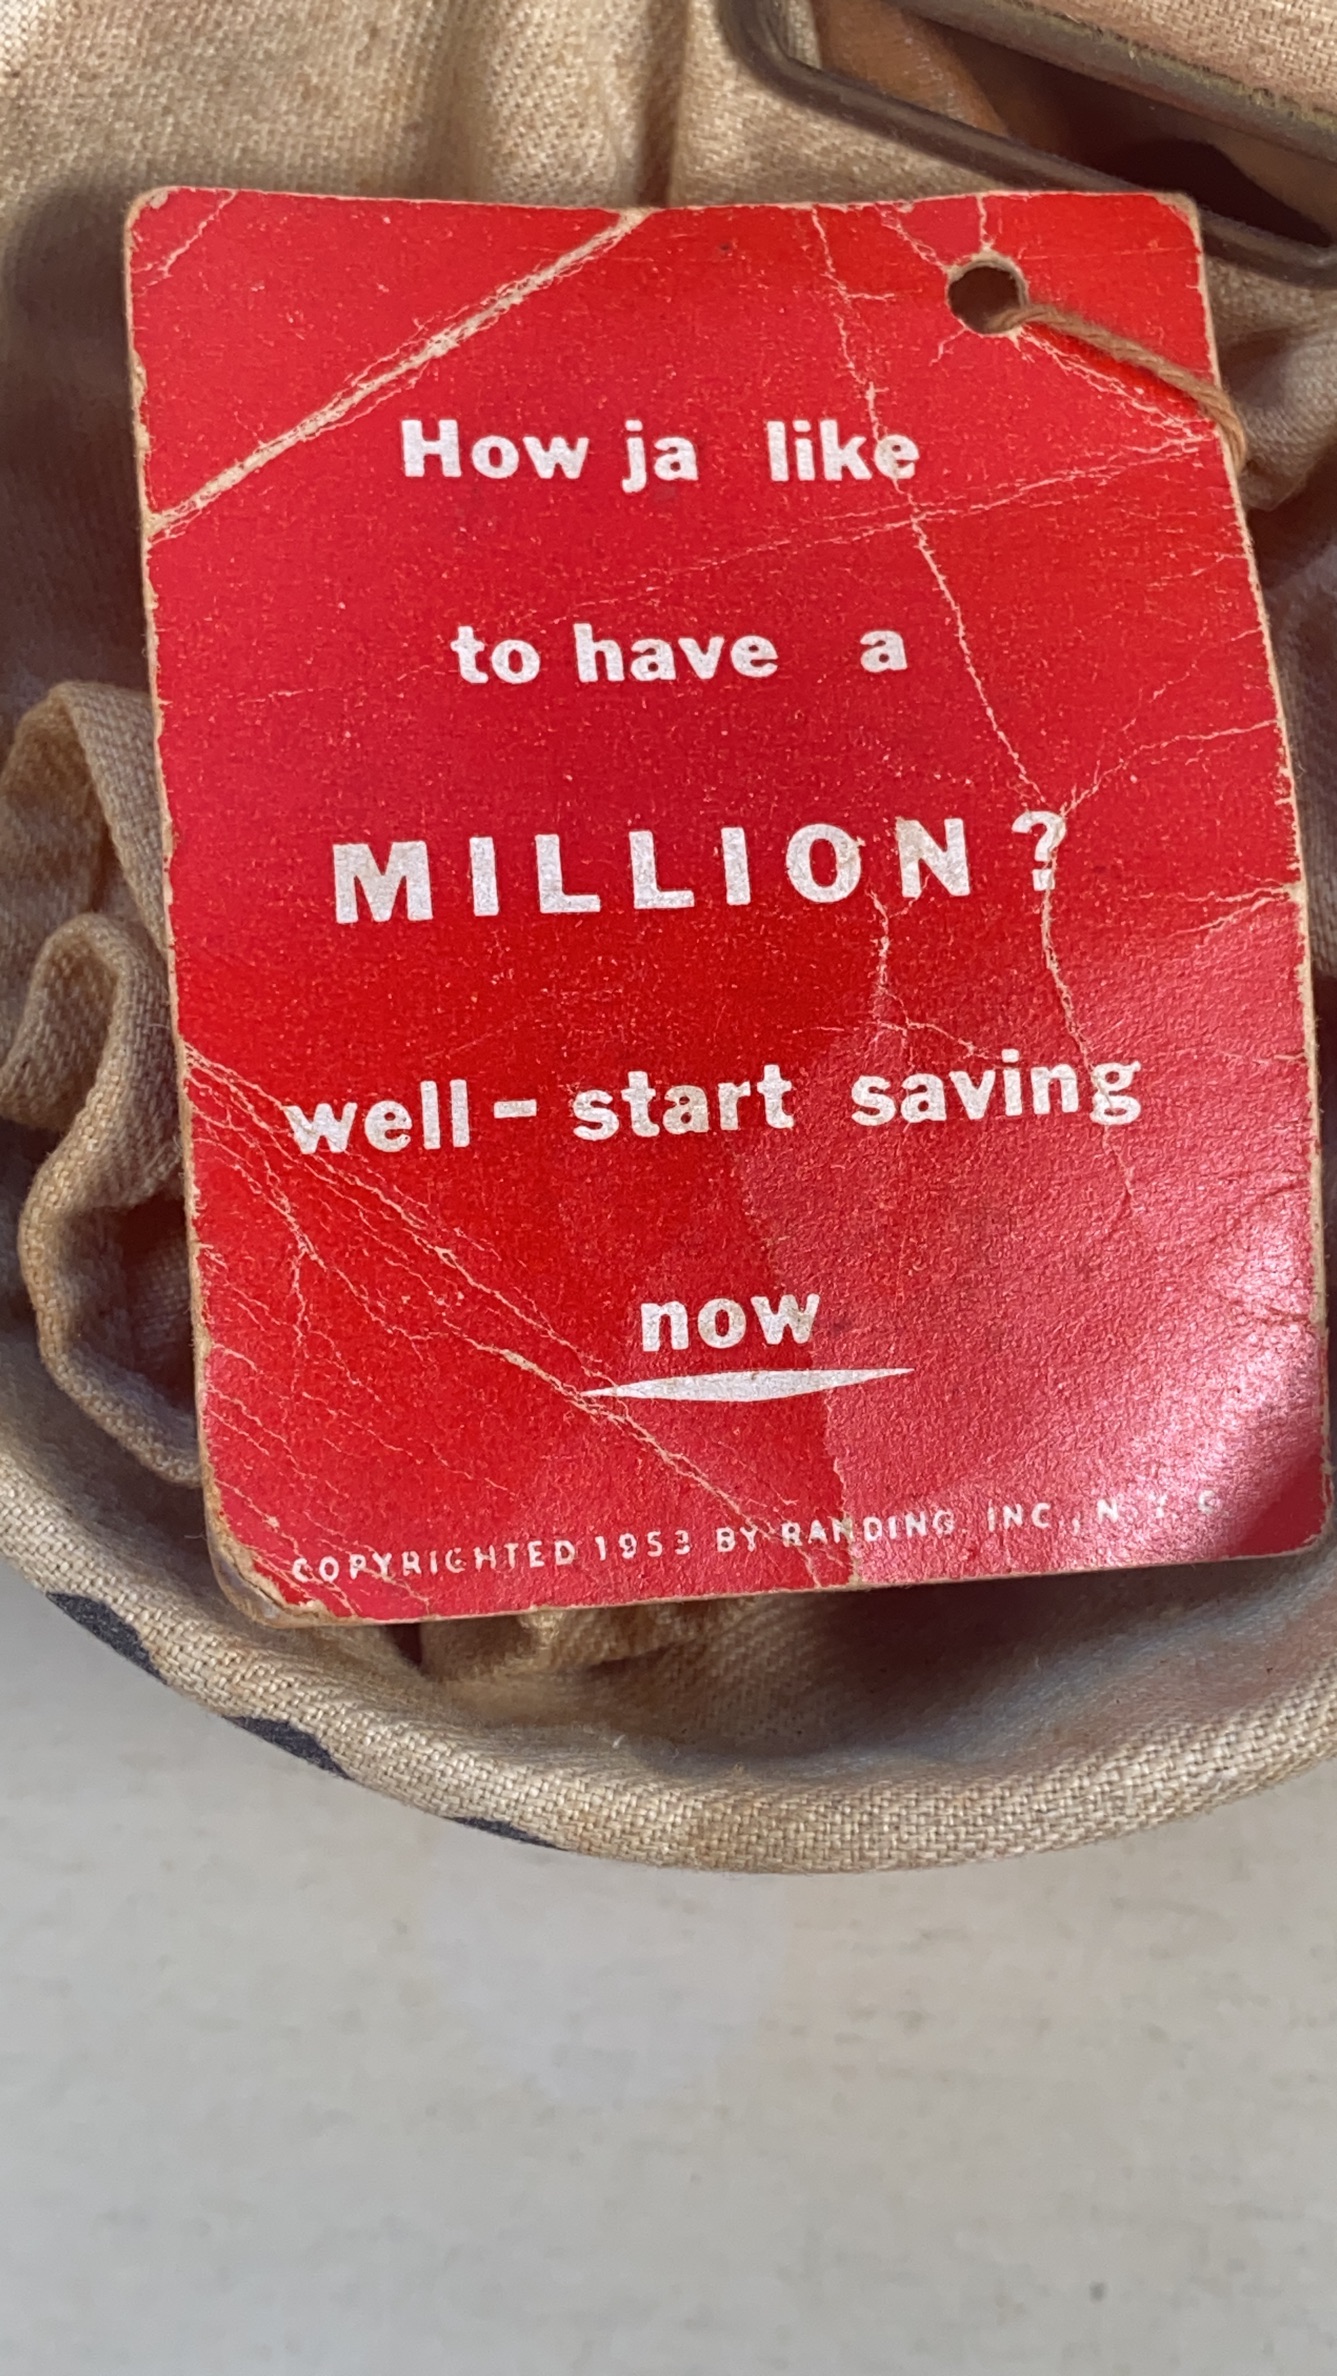 How ja like
to have a
MILLION?
well - start saving
now
COPYRIGHTED 1953 BY RANDING, INC., N.Y.C.